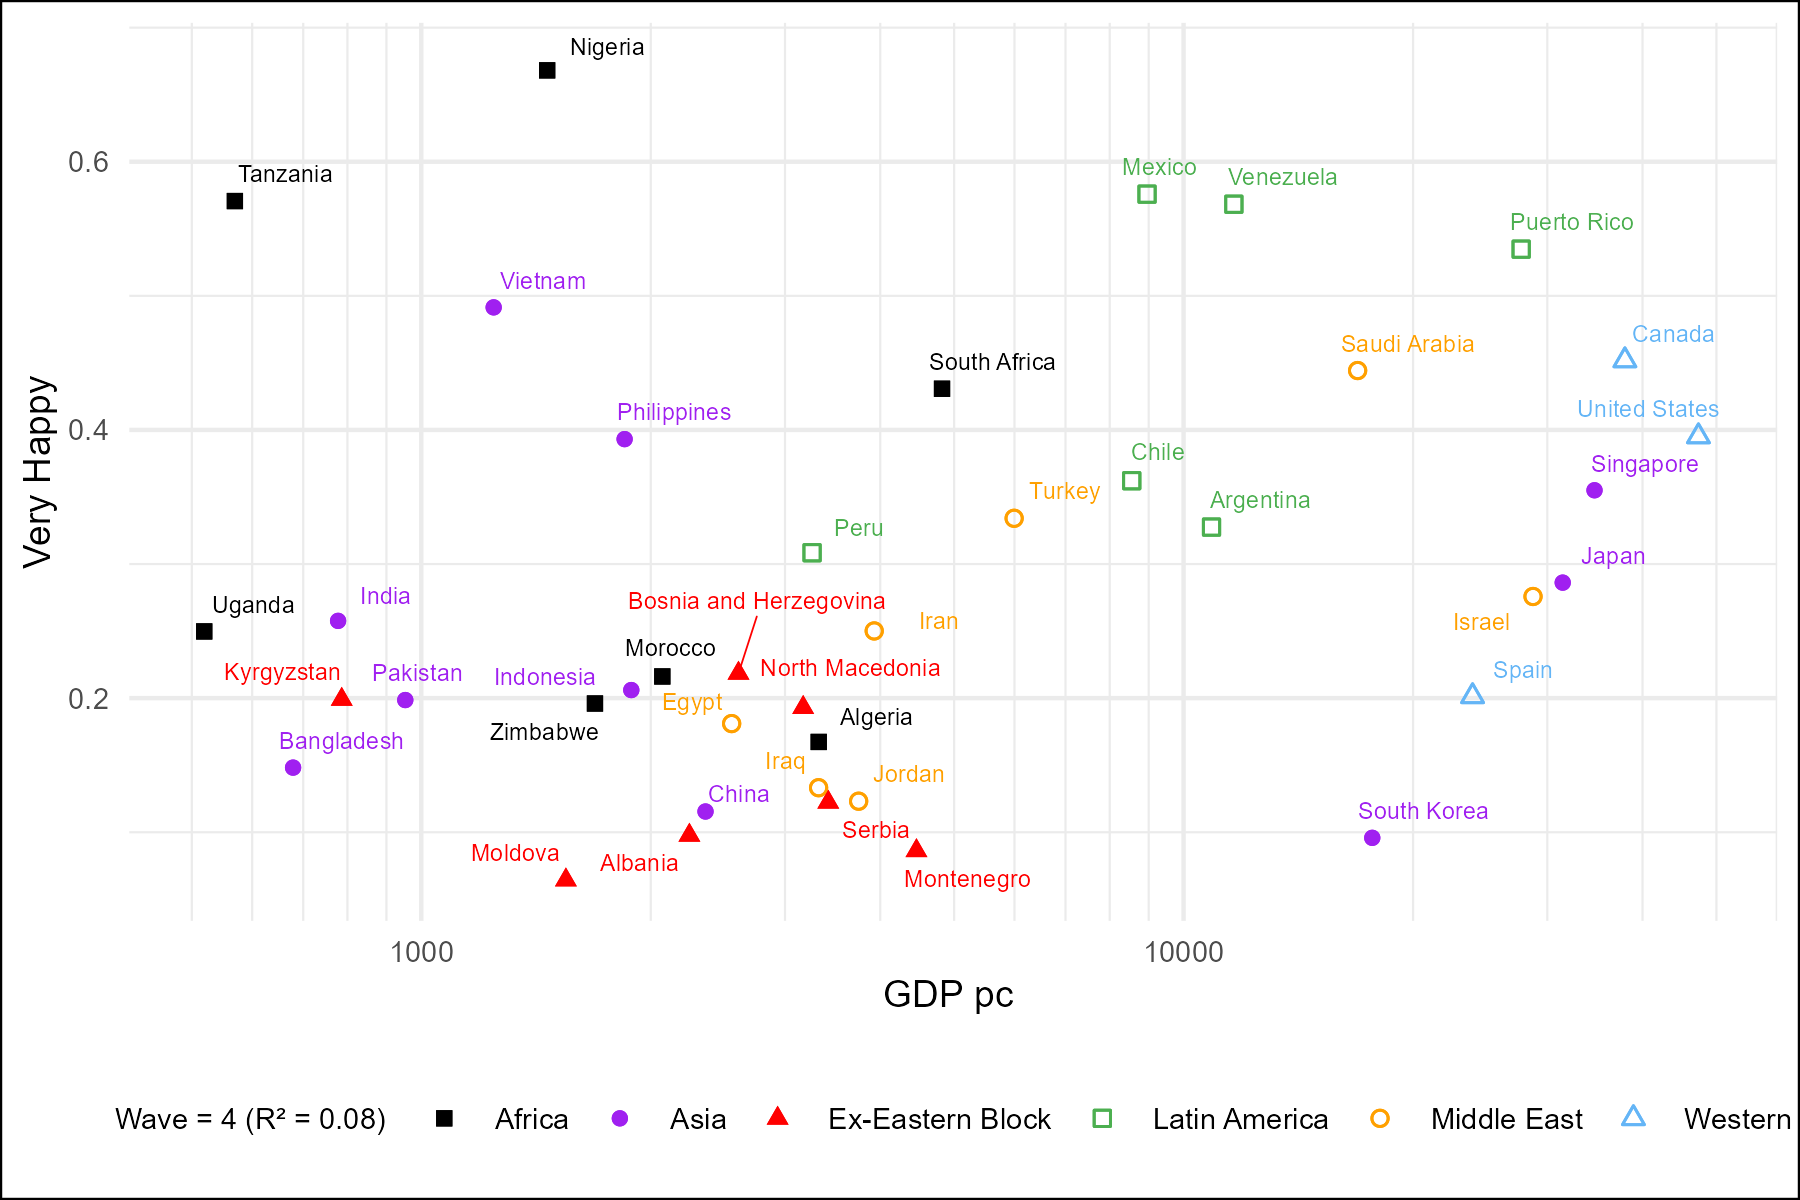 Nigeria
0.6
Tanzania
Mexico
Venezuela
Puerto Rico
Vietnam
Canada
Saudi Arabia
South Africa
United States
Philippines
0.4
Chile
Singapore
Turkey
Argentina
Peru
Japan
Very Happy
India
Bosnia and Herzegovina
Uganda
Iran
Israel
Morocco
North Macedonia
Spain
Kyrgyzstan
Pakistan
Indonesia
0.2
Egypt
Algeria
Zimbabwe
Bangladesh
Iraq
Jordan
China
South Korea
Serbia
Moldova
Albania
Montenegro
1000
10000
GDP pc
Wave = 4 (R² = 0.08) Africa Asia Ex-Eastern Block Latin America Middle East Western